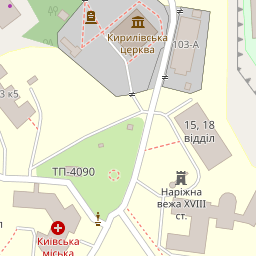 Кирилівська
церква
103-А
3 к5.
15, 18
відділ
ТП-4090
Наріжна
вежа XVIII
ст.
Київська
міська